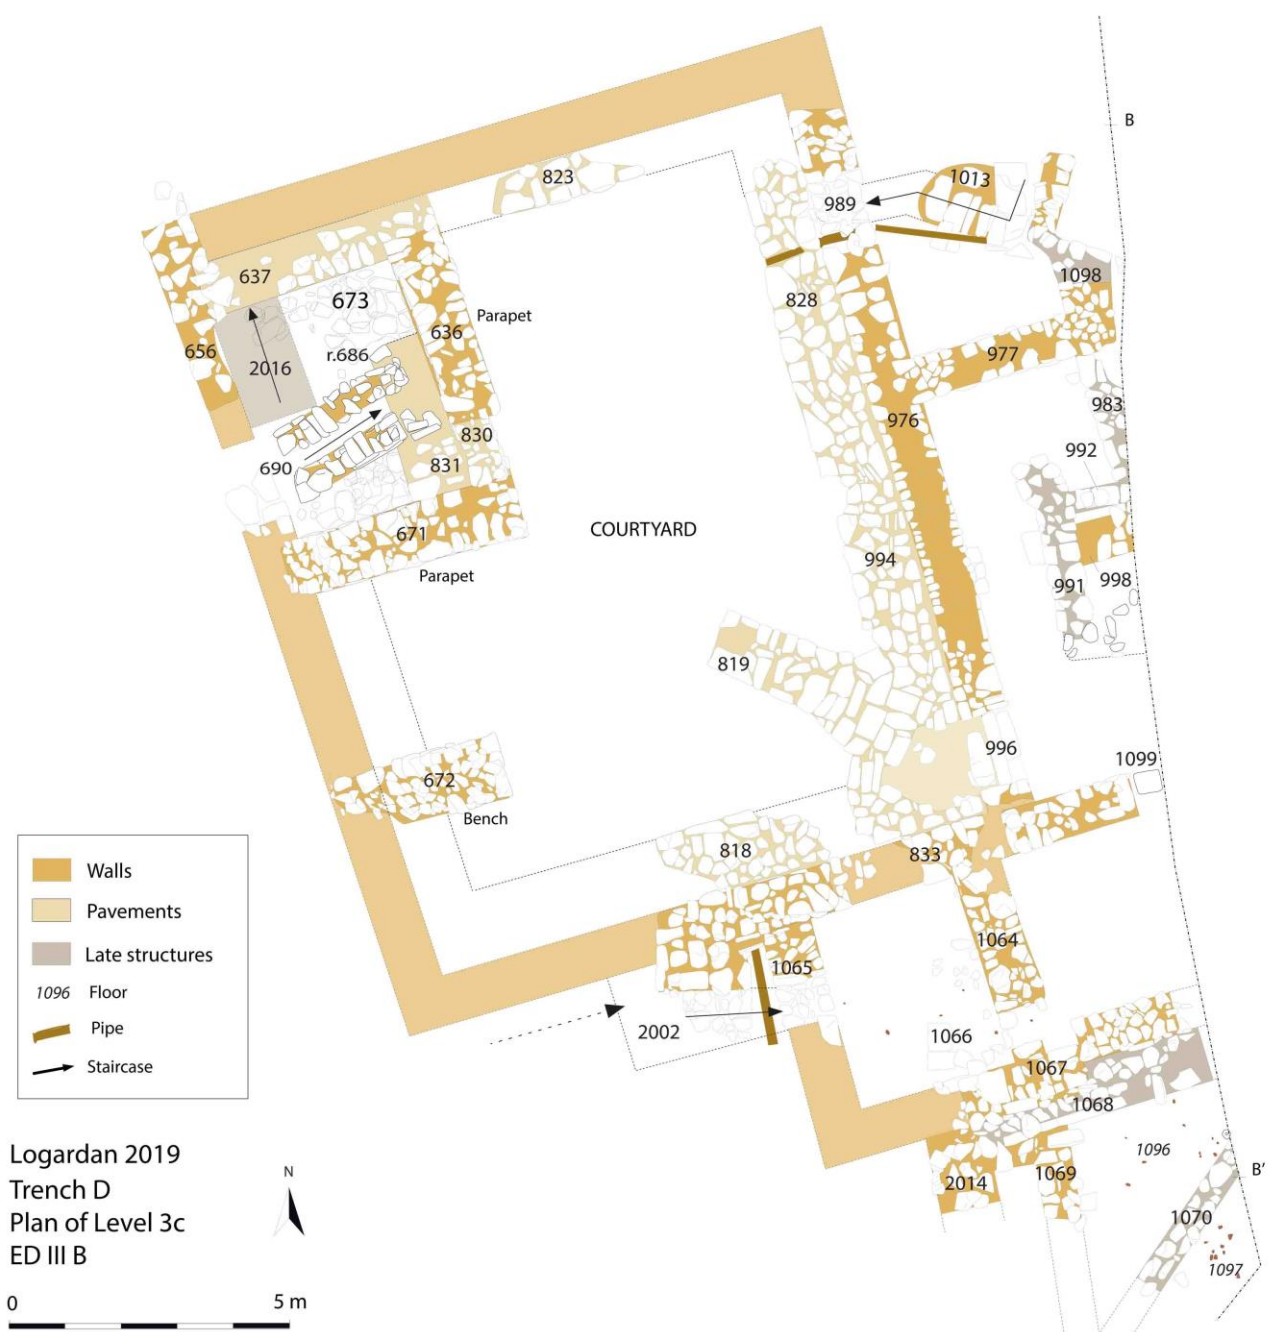 B
823
1013
989
637
673
828
1098
Parapet
636
r.686
656
2016
977
983
976
830
992
690
831
COURTYARD
671
994
Parapet
998
991
819
996
1099
672
Bench
818
833
1064
1065
2002
1066
1067
1068
1096
2014
1069
B'
1070
1097
Walls
Pavements
Late structures
1096 Floor
Pipe
Staircase
Logardan 2019
Trench D
Plan of Level 3c
ED III B
N
0 5 m